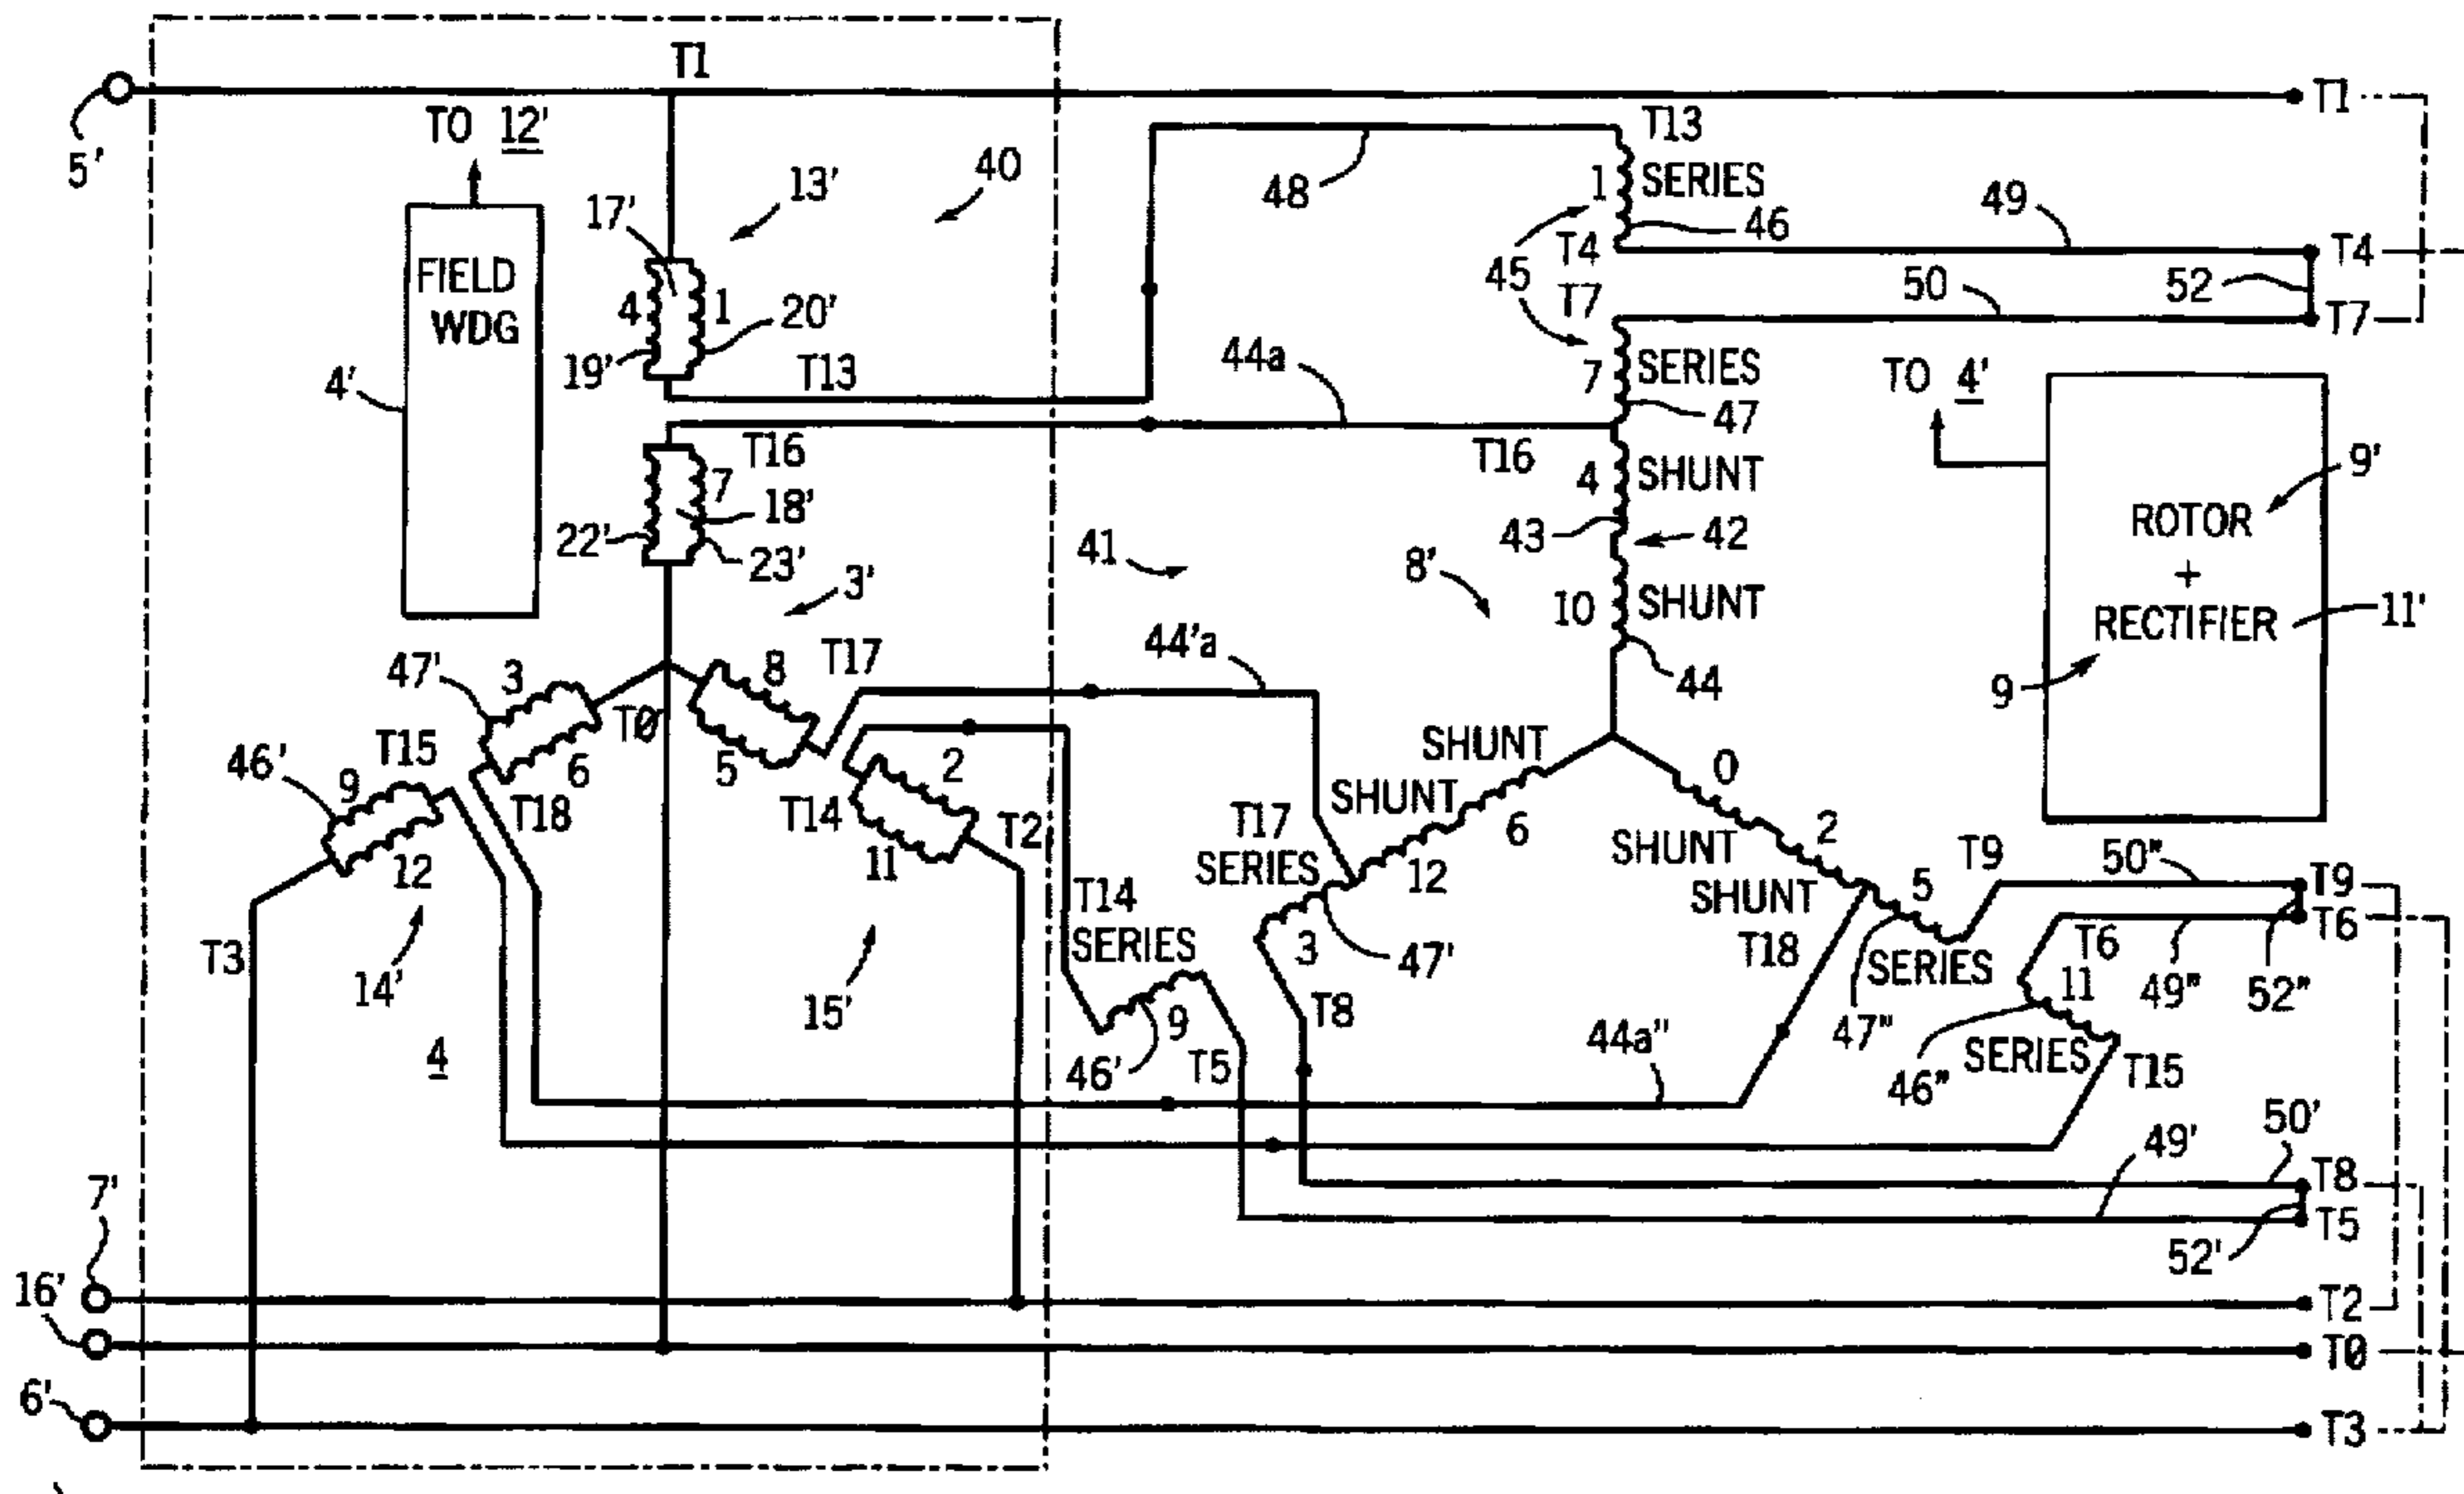 T1
T1
5'
TO 12'
T13
13'
40
17'
48
1
SERIES
46
49
T4
T4
FIELD
WDG
4
1
20'
45
T7
50
52
T7
19'
T13
44a
7
SERIES
TO 4'
4'
47
T16
T16
4
SHUNT
9'
7
18'
22'
23'
41
43
42
ROTOR
+
RECTIFIER
11'
3'
8'
10
SHUNT
44
9
47'
3
8
T17
44'a
T0
SHUNT
0
46'
T15
6
5
2
SHUNT
6
2
9
T18
T14
T2
T17
SERIES
SHUNT
T9
50"
T9
12
11
T14
SERIES
12
SHUNT
5
T6
T3
14'
15'
3
47'
T18
SERIES
T6
11
49"
52"
9
T8
44a"
47"
46"
SERIES
T15
4
46'
T5
50'
49'
T8
7'
T5
52'
16'
T2
T0
6'
T3